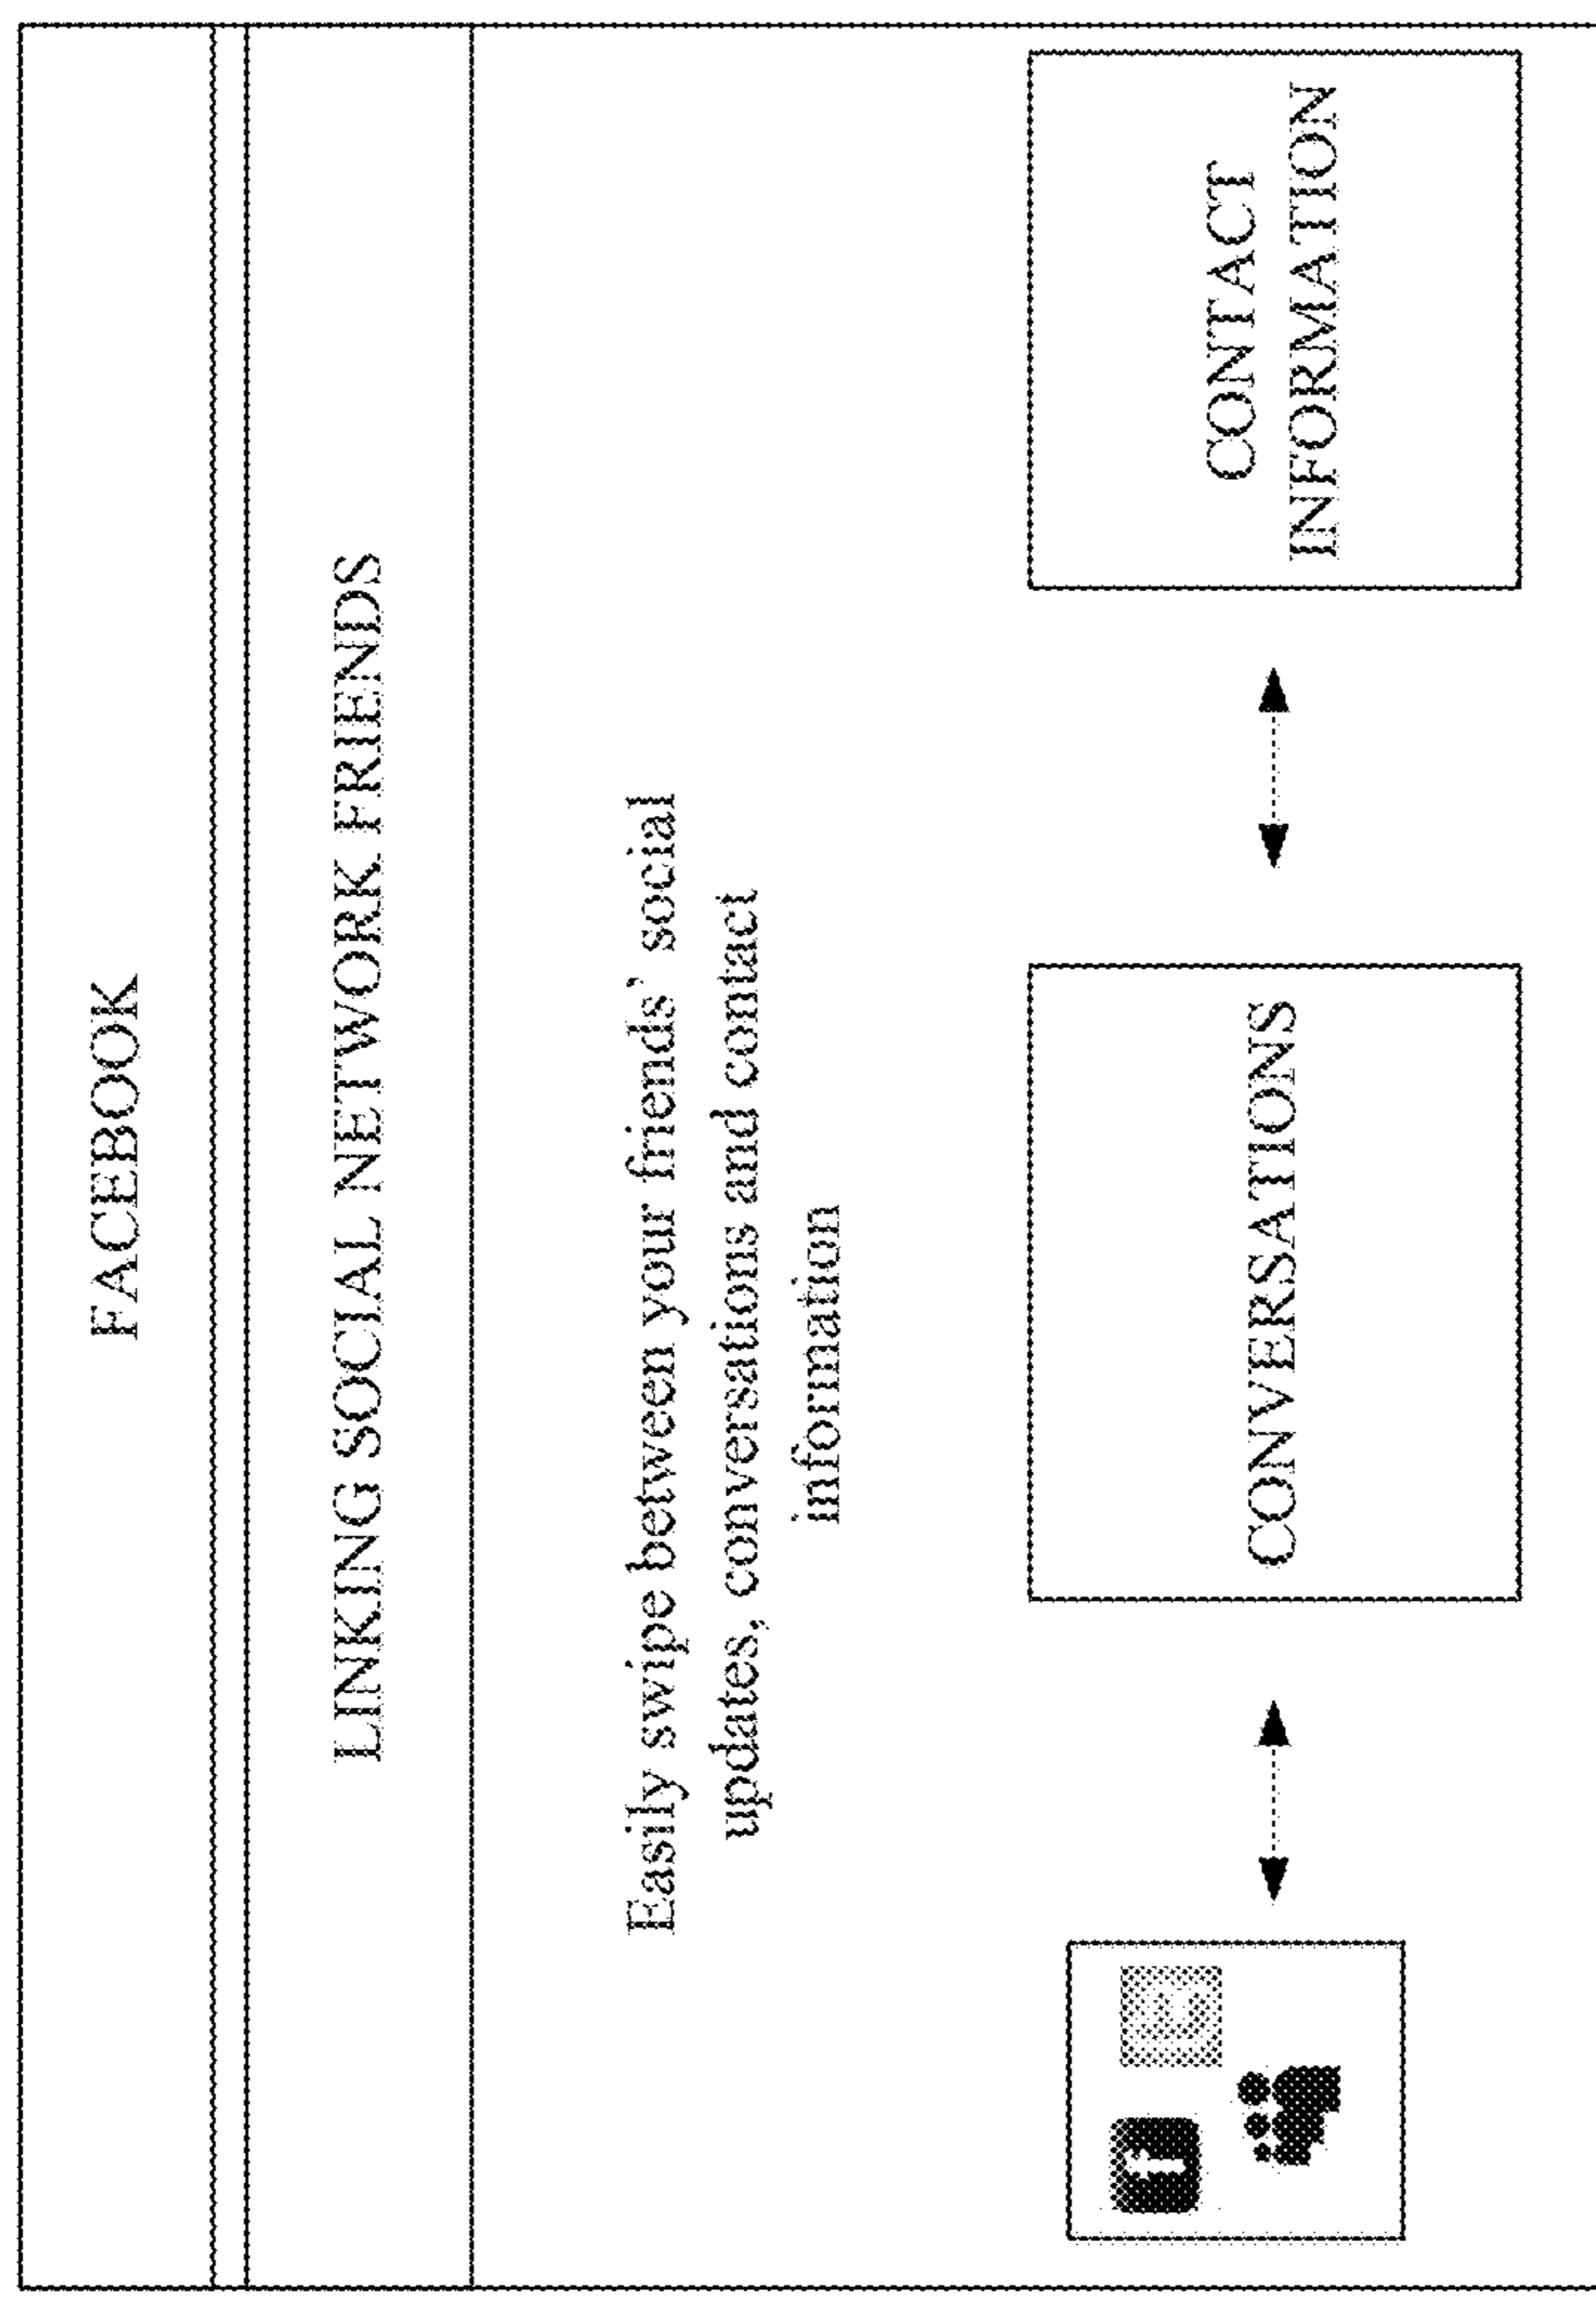 FACEBOOK
LINKING SOCIAL NETWORK FRIENDS
Easily swipe between your friends' social
updates, conversations and contact
information
f
CONVERSATIONS
CONTACT
INFORMATION